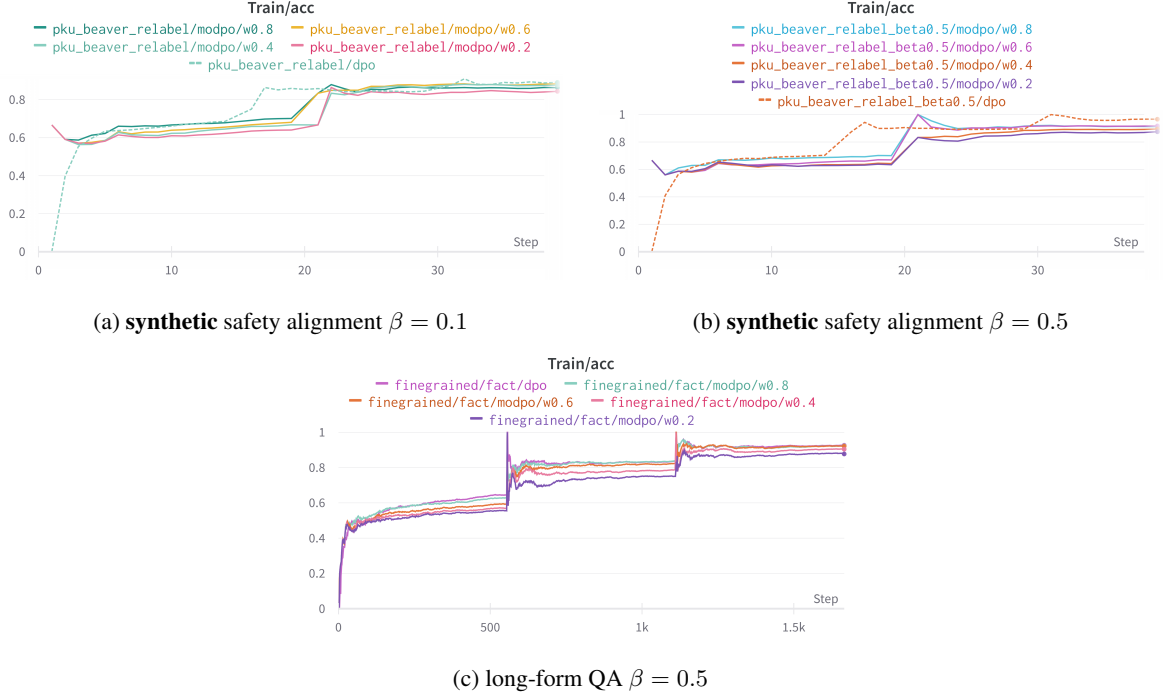 Train/acc
pku_beaver_relabel/modpo/w0.8 pku_beaver_relabel/modpo/w0.6
pku_beaver_relabel/modpo/w0.4 pku_beaver_relabel/modpo/w0.2
pku_beaver_relabel/dpo
0.8
0.6
0.4
0.2
0
Step
0 10 20 30
(a) synthetic safety alignment β = 0.1
Train/acc
pku_beaver_relabel_beta0.5/modpo/w0.8
pku_beaver_relabel_beta0.5/modpo/w0.6
pku_beaver_relabel_beta0.5/modpo/w0.4
pku_beaver_relabel_beta0.5/modpo/w0.2
pku_beaver_relabel_beta0.5/dpo
1
0.8
0.6
0.4
0.2
0
Step
0 10 20 30
(b) synthetic safety alignment β = 0.5
Train/acc
finegrained/fact/dpo finegrained/fact/modpo/w0.8
finegrained/fact/modpo/w0.6 finegrained/fact/modpo/w0.4
finegrained/fact/modpo/w0.2
1
0.8
0.6
0.4
0.2
0
Step
0 500 1k 1.5k
(c) long-form QA β = 0.5